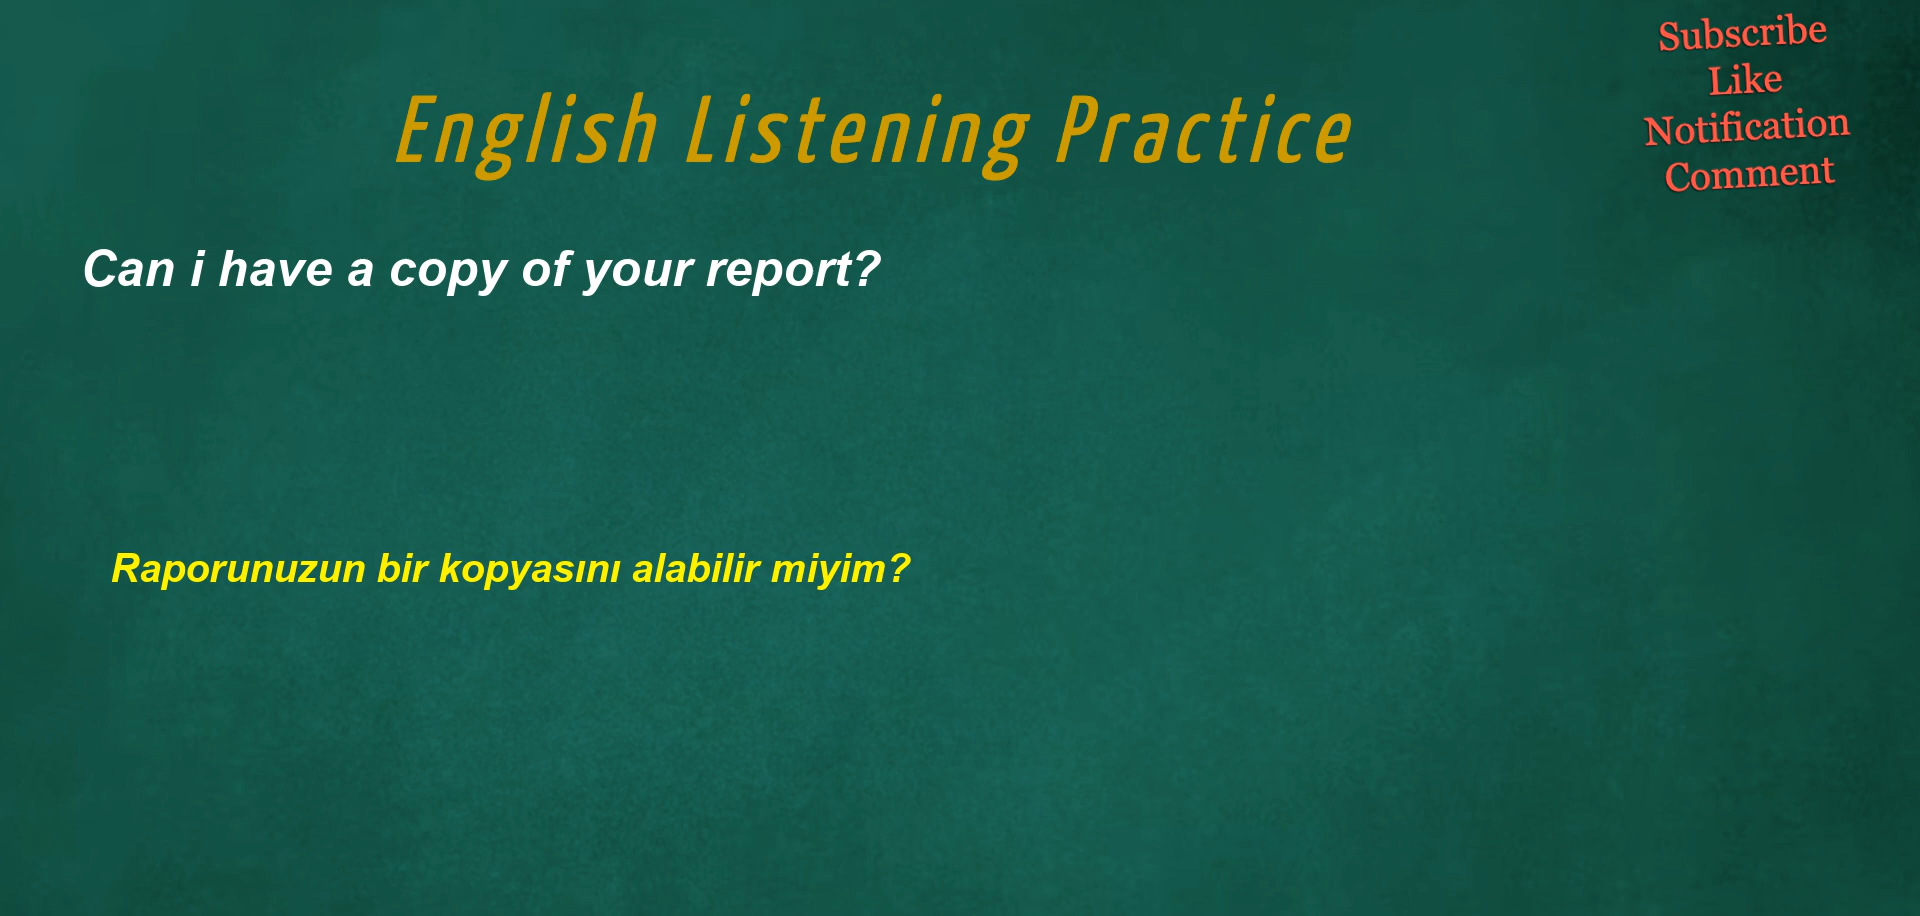 English Listening Practice
Subscribe
Like
Notification
Comment
Can i have a copy of your report?
Raporunuzun bir kopyasını alabilir miyim?